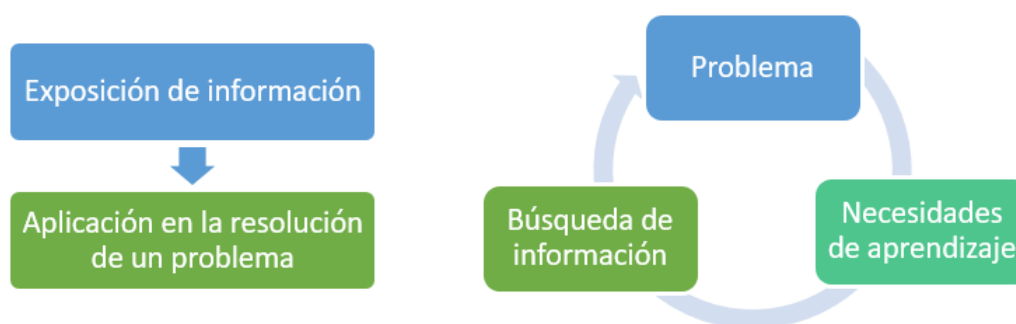 Exposición de información
Aplicación en la resolución
de un problema
Problema
Necesidades
de aprendizaje
Búsqueda de
información